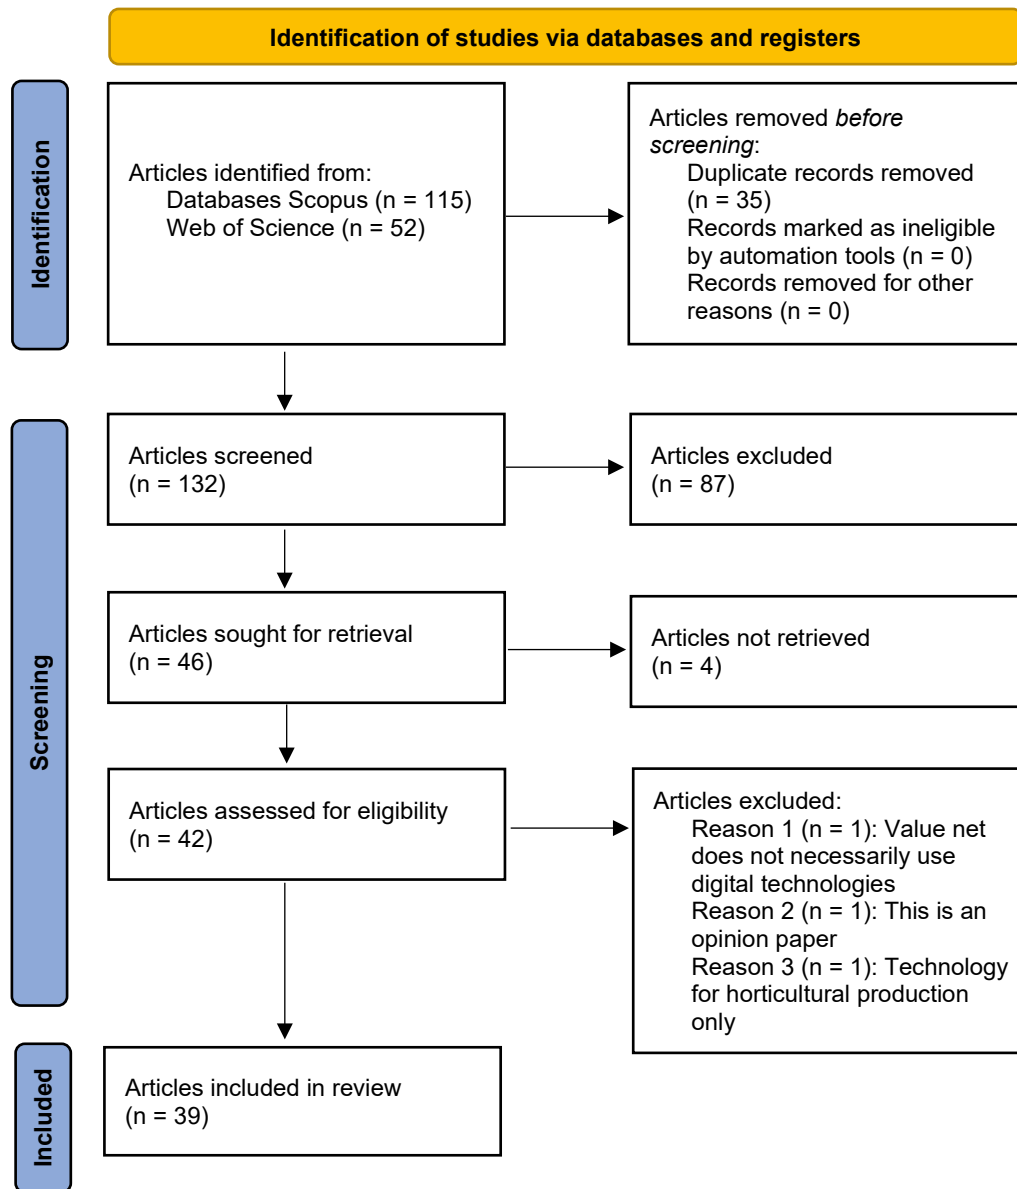 Identification of studies via databases and registers
Identification
Articles identified from:
Databases Scopus (n = 115)
Web of Science (n = 52)
Articles removed before
screening:
Duplicate records removed
(n = 35)
Records marked as ineligible
by automation tools (n = 0)
Records removed for other
reasons (n = 0)
Screening
Articles screened
(n = 132)
Articles excluded
(n = 87)
Articles sought for retrieval
(n = 46)
Articles not retrieved
(n = 4)
Articles assessed for eligibility
(n = 42)
Articles excluded:
Reason 1 (n = 1): Value net
does not necessarily use
digital technologies
Reason 2 (n = 1): This is an
opinion paper
Reason 3 (n = 1): Technology
for horticultural production
only
Included
Articles included in review
(n = 39)